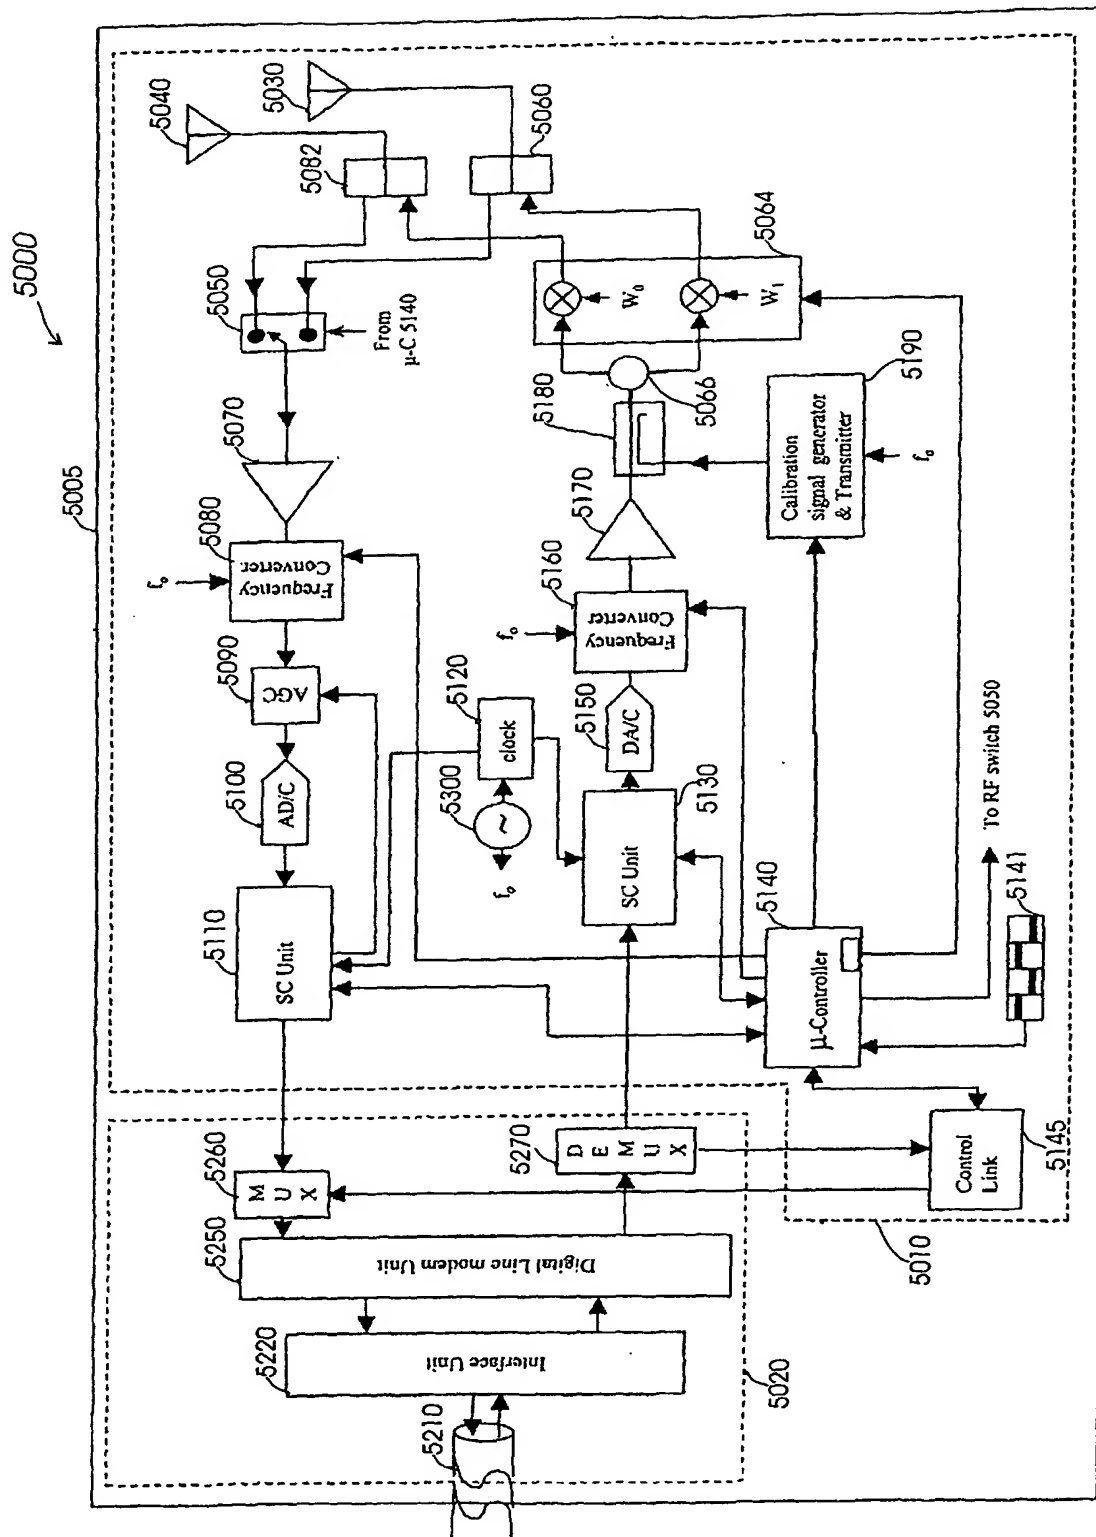 5000
5005
5040
5030
5082
5060
5050
From
μ-C 5140
5064
W₀
W₁
5070
5180
5066
5190
Calibration
signal generator
& Transmitter
f₀
5080
Frequency
Converter
f₀
5170
5160
Frequency
Converter
f₀
5090
AGC
5120
clock
5150
DA/C
5100
AD/C
5300
~
f₀
5130
SC Unit
5110
SC Unit
5140
μ-Controller
To RF switch 5050
5141
5260
M
U
X
5270
D
E
M
U
X
5145
Control
Link
5250
Digital Line modem Unit
5010
5220
Interface Unit
5020
5210